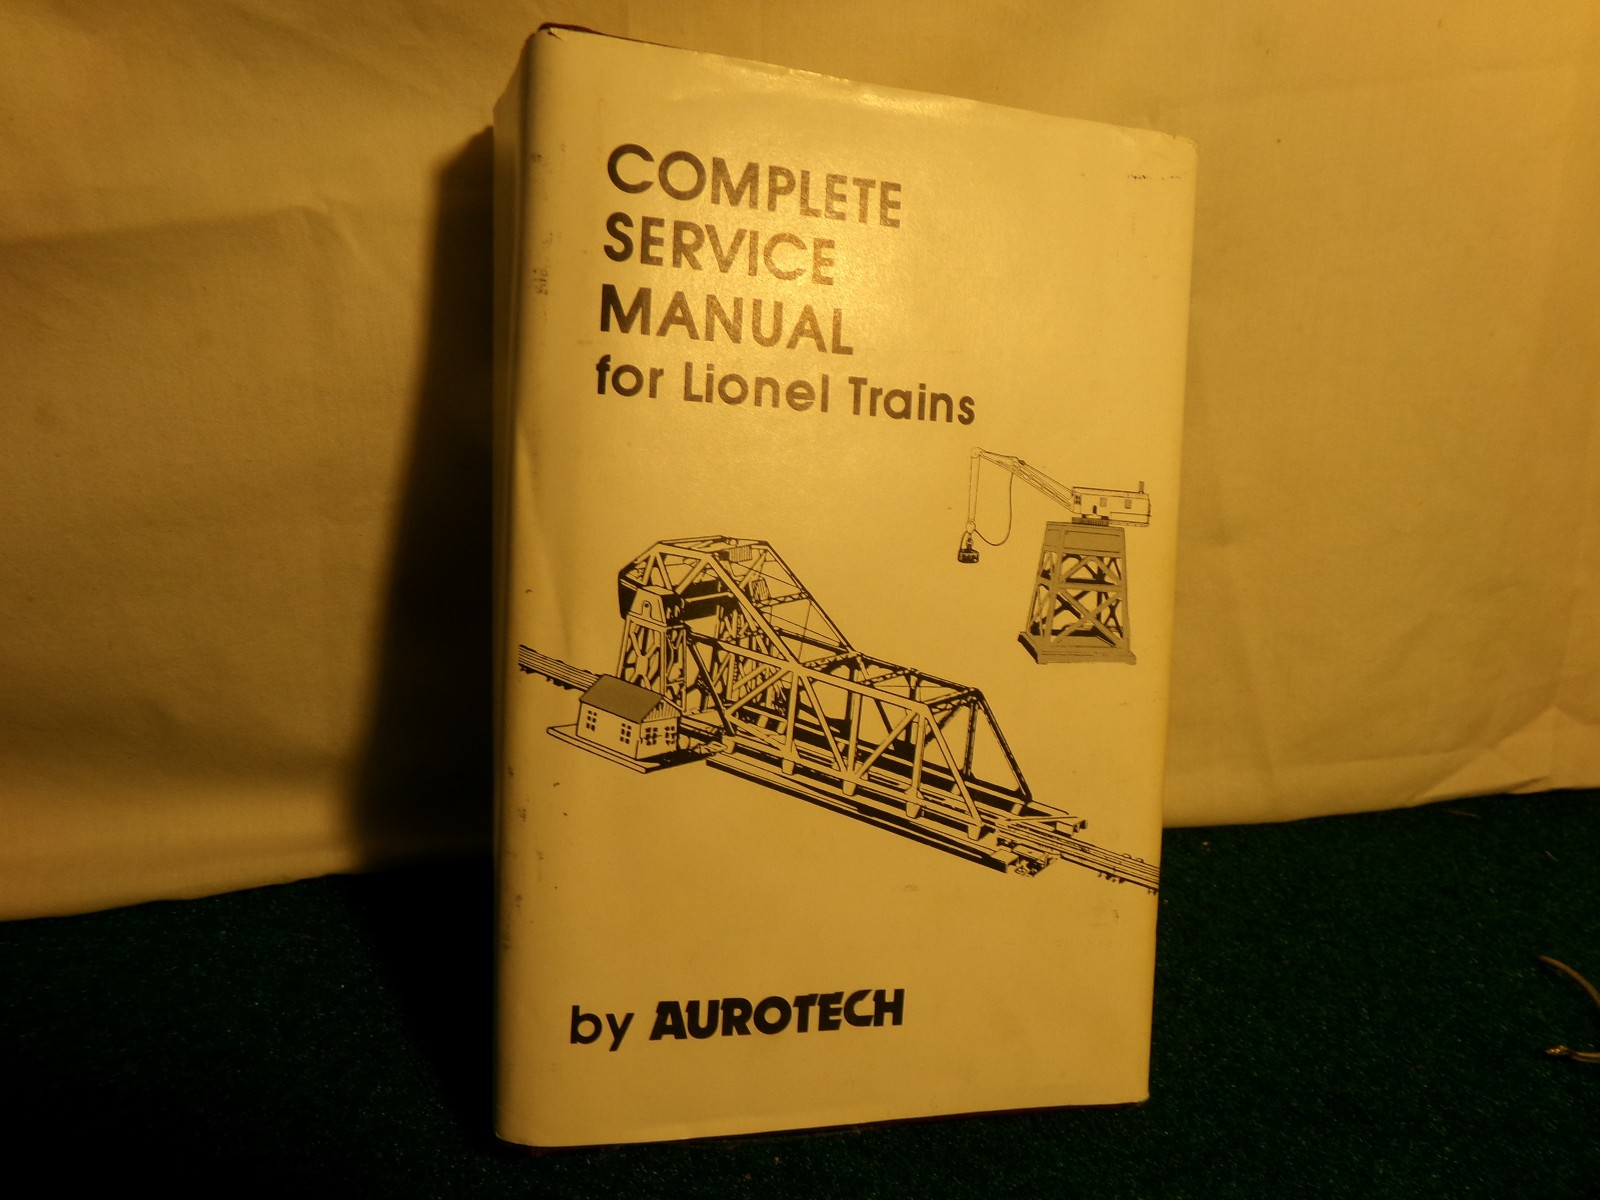 COMPLETE
SERVICE
MANUAL
for Lionel Trains
by AUROTECH